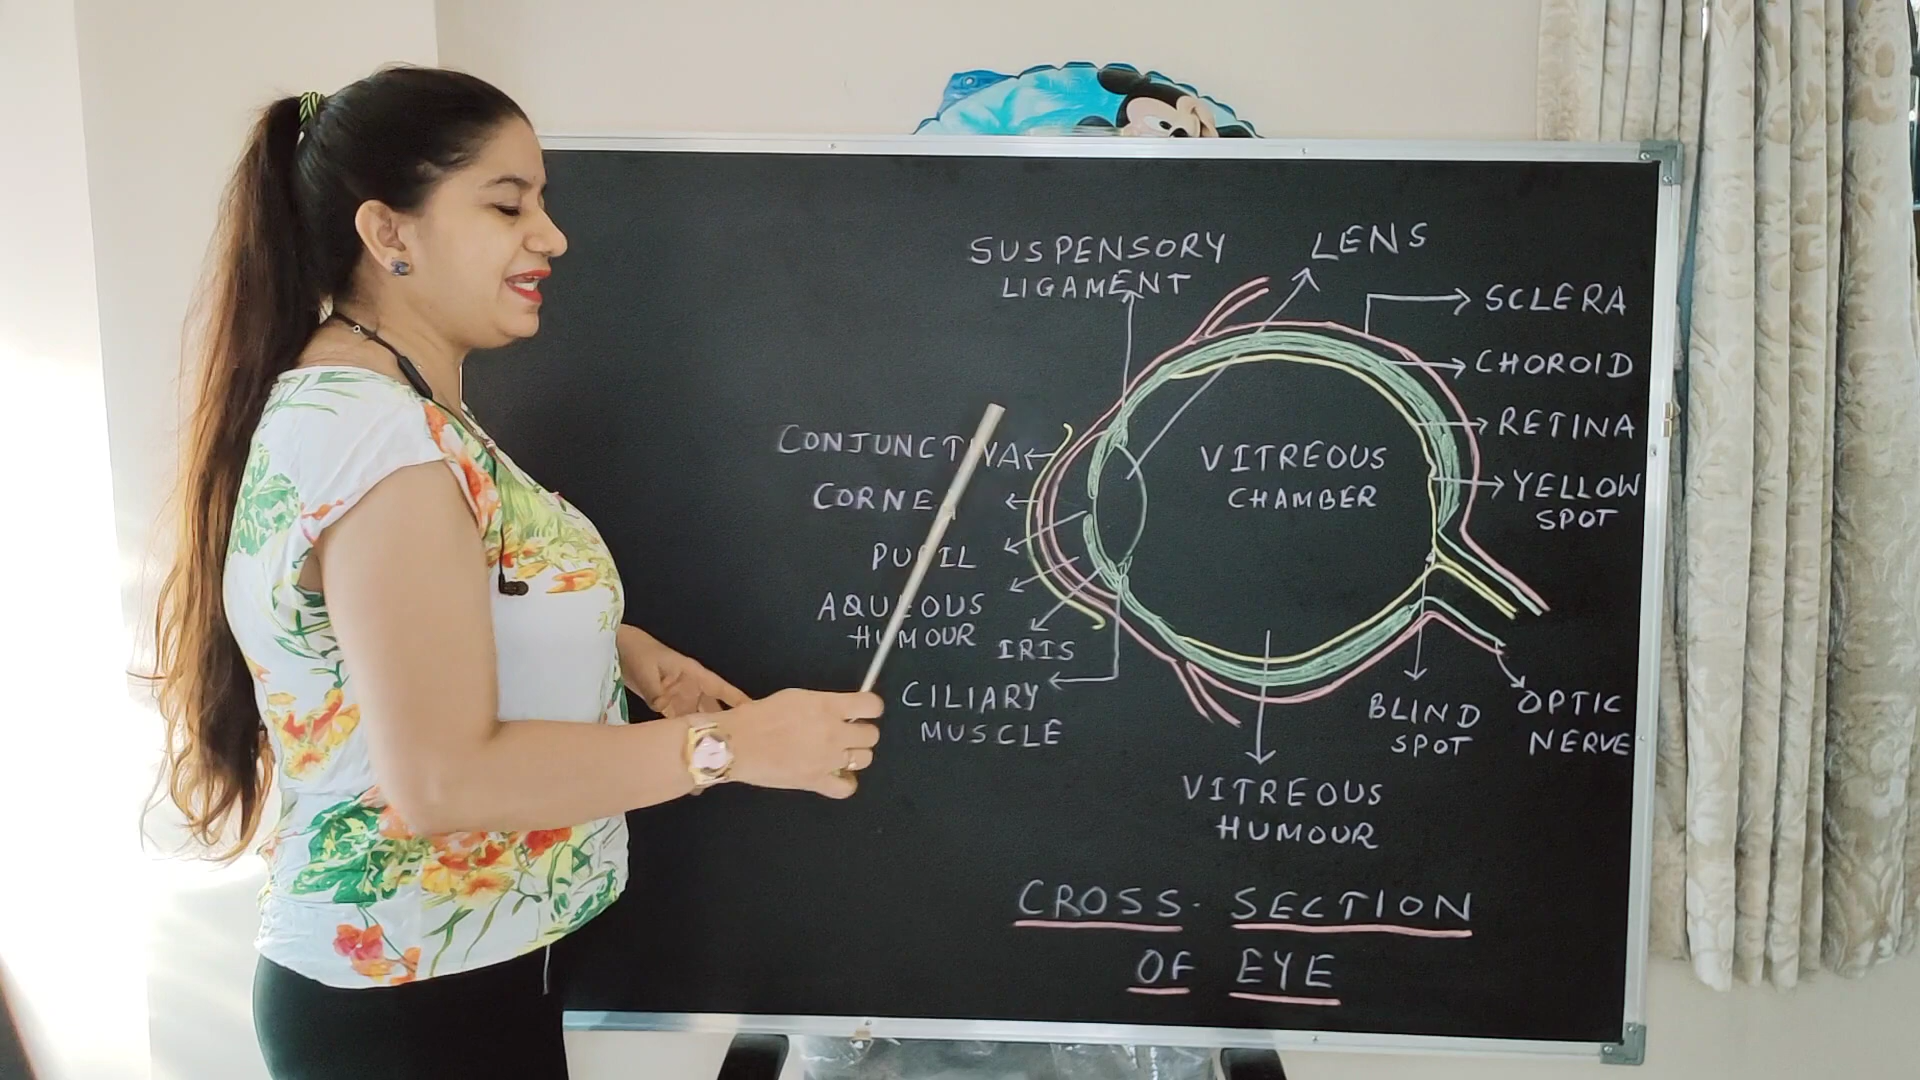 SUSPENSORY
LIGAMENT
LENS
SCLERA
CHOROID
RETINA
YELLOW
SPOT
CONJUNCTIVA
CORNEA
PUPIL
AQUEOUS
HUMOUR
IRIS
CILIARY
MUSCLE
VITREOUS
CHAMBER
BLIND
SPOT
OPTIC
NERVE
VITREOUS
HUMOUR
CROSS-SECTION
OF EYE